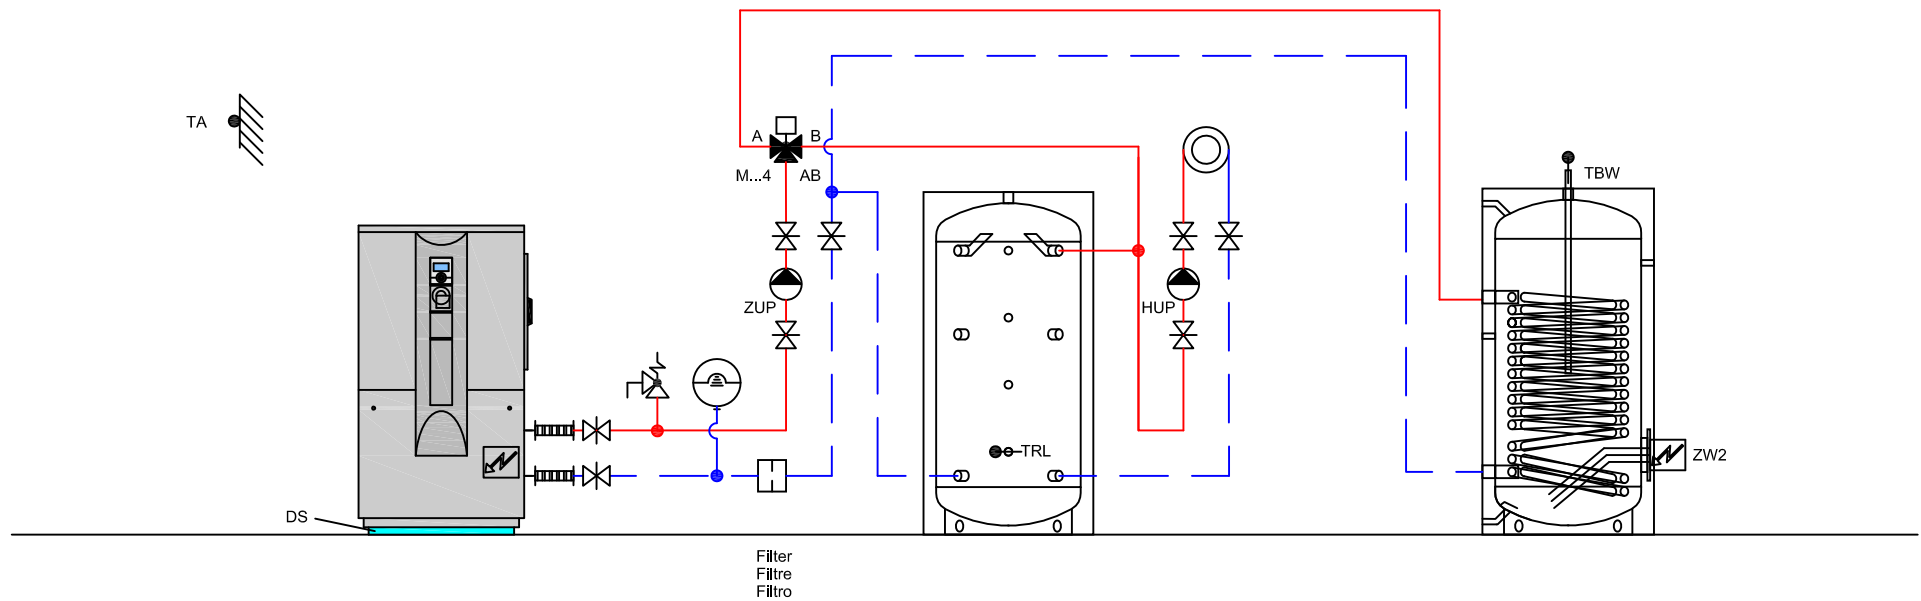 TA
A
B
M...4
AB
TBW
ZUP
HUP
TRL
ZW2
DS
Filter
Filtre
Filtro